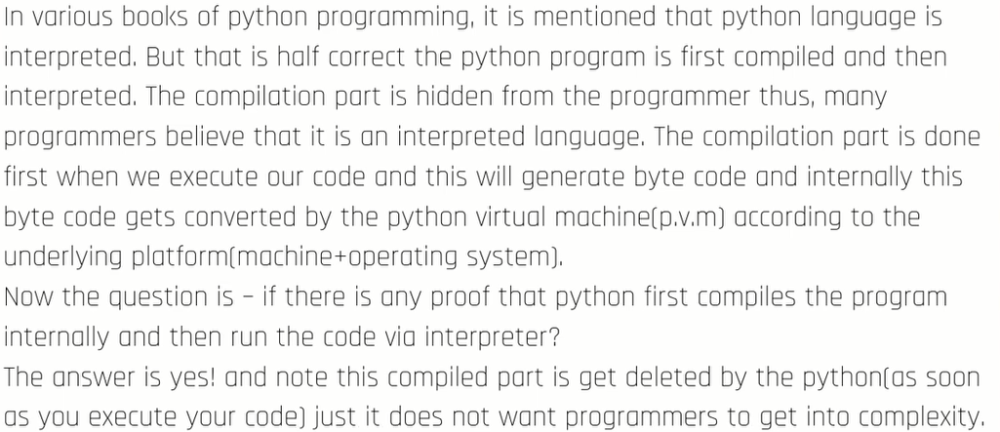 In various books of python programming, it is mentioned that python language is
interpreted. But that is half correct the python program is first compiled and then
interpreted. The compilation part is hidden from the programmer thus, many
programmers believe that it is an interpreted language. The compilation part is done
first when we execute our code and this will generate byte code and internally this
byte code gets converted by the python virtual machine(p.v.m) according to the
underlying platform(machine+operating system).
Now the question is – if there is any proof that python first compiles the program
internally and then run the code via interpreter?
The answer is yes! and note this compiled part is get deleted by the python(as soon
as you execute your code) just it does not want programmers to get into complexity.